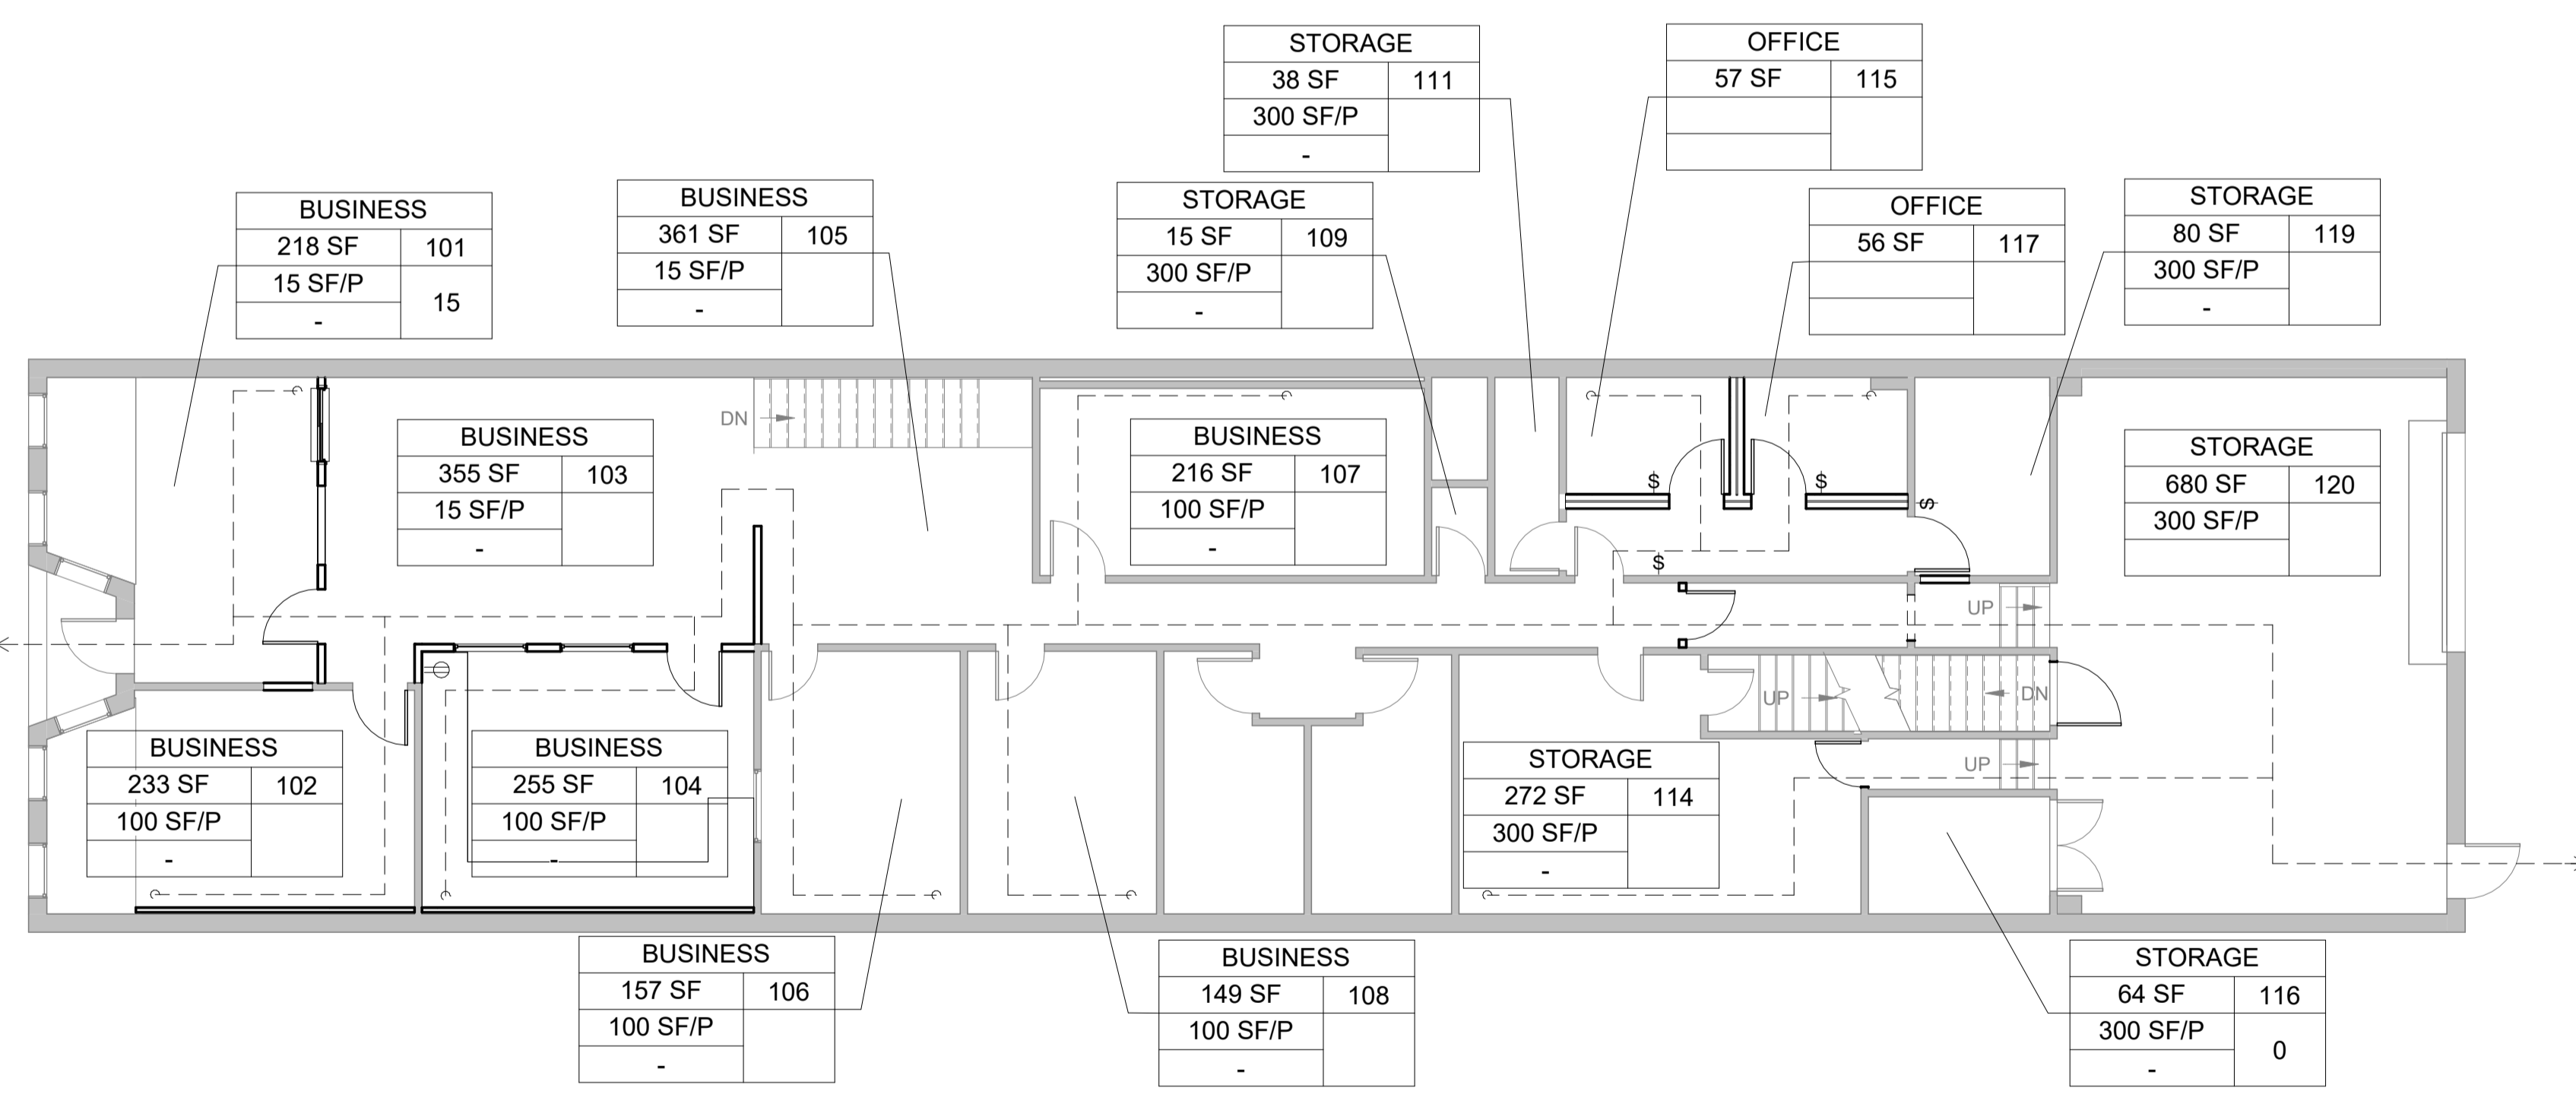 STORAGE
38 SF 111
300 SF/P
-
OFFICE
57 SF 115
STORAGE
15 SF 109
300 SF/P
-
OFFICE
56 SF 117
STORAGE
80 SF 119
300 SF/P
-
BUSINESS
218 SF 101
15 SF/P
15
-
BUSINESS
361 SF 105
15 SF/P
-
DN
BUSINESS
355 SF 103
15 SF/P
-
BUSINESS
216 SF 107
100 SF/P
-
$
$
$
$
STORAGE
680 SF 120
300 SF/P
UP
UP
DN
UP
BUSINESS
233 SF 102
100 SF/P
-
BUSINESS
255 SF 104
100 SF/P
-
STORAGE
272 SF 114
300 SF/P
-
BUSINESS
157 SF 106
100 SF/P
-
BUSINESS
149 SF 108
100 SF/P
-
STORAGE
64 SF 116
300 SF/P
0
-